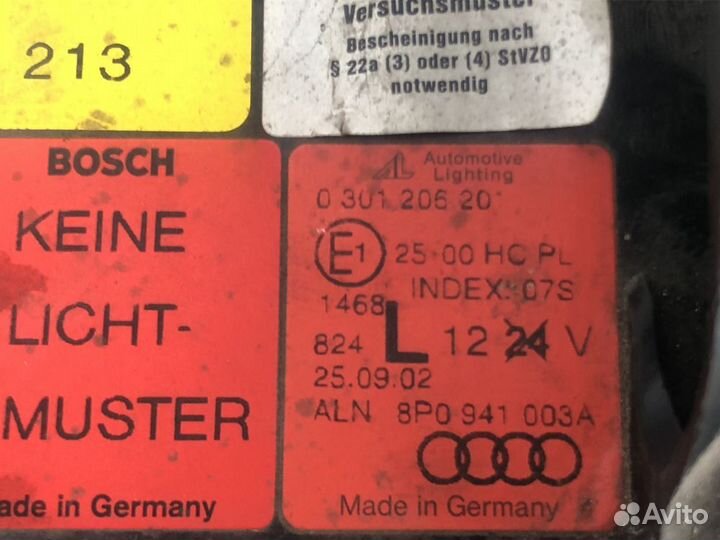 213
Versuchsmuster
Bescheinigung nach
§ 22a (3) oder (4) StVZO
notwendig
BOSCH
KEINE
LICHT-
MUSTER
ade in Germany
AL Automotive
Lighting
0 301 206 20
E1 25·00 HC PL
INDEX: 07S
1468
824 L 12 24 V
25.09.02
ALN 8P0 941 003A
Made in Germany
Avito